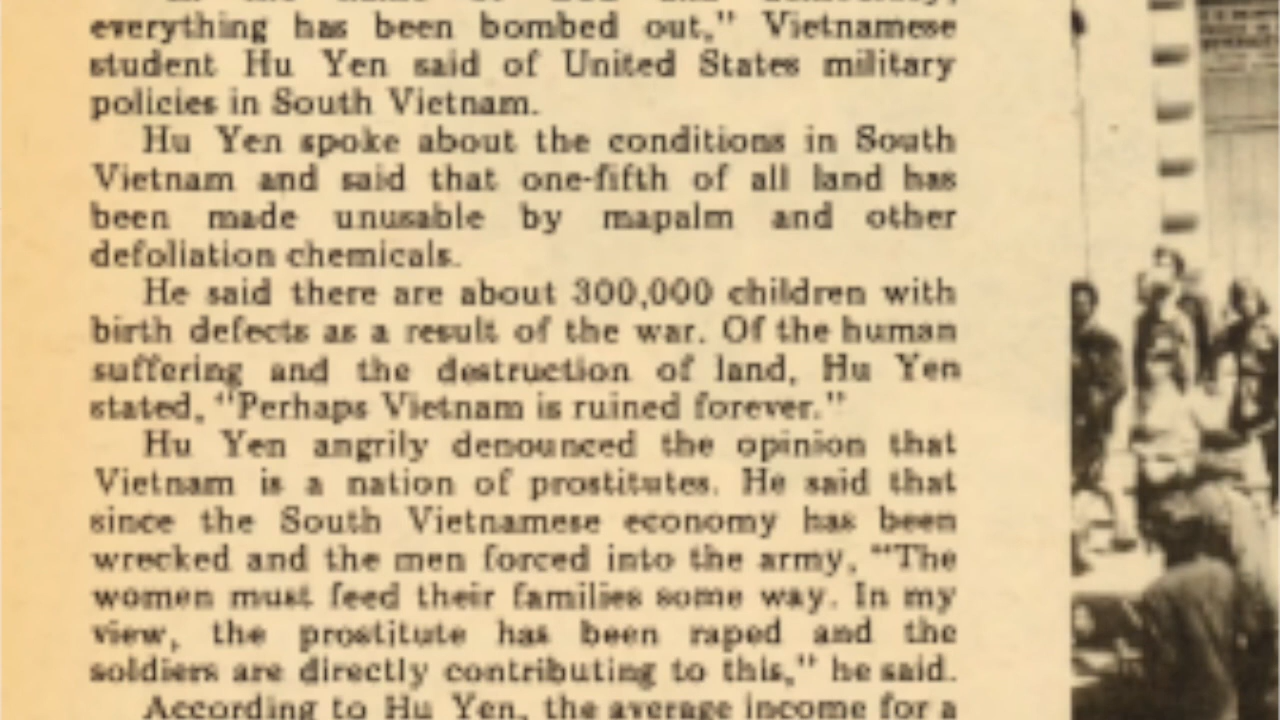 everything has been bombed out," Vietnamese
student Hu Yen said of United States military
policies in South Vietnam.
Hu Yen spoke about the conditions in South
Vietnam and said that one-fifth of all land has
been made unusable by mapalm and other
defoliation chemicals.
He said there are about 300,000 children with
birth defects as a result of the war. Of the human
suffering and the destruction of land, Hu Yen
stated, "Perhaps Vietnam is ruined forever."
Hu Yen angrily denounced the opinion that
Vietnam is a nation of prostitutes. He said that
since the South Vietnamese economy has been
wrecked and the men forced into the army, "The
women must feed their families some way. In my
view, the prostitute has been raped and the
soldiers are directly contributing to this," he said.
According to Hu Yen, the average income for a